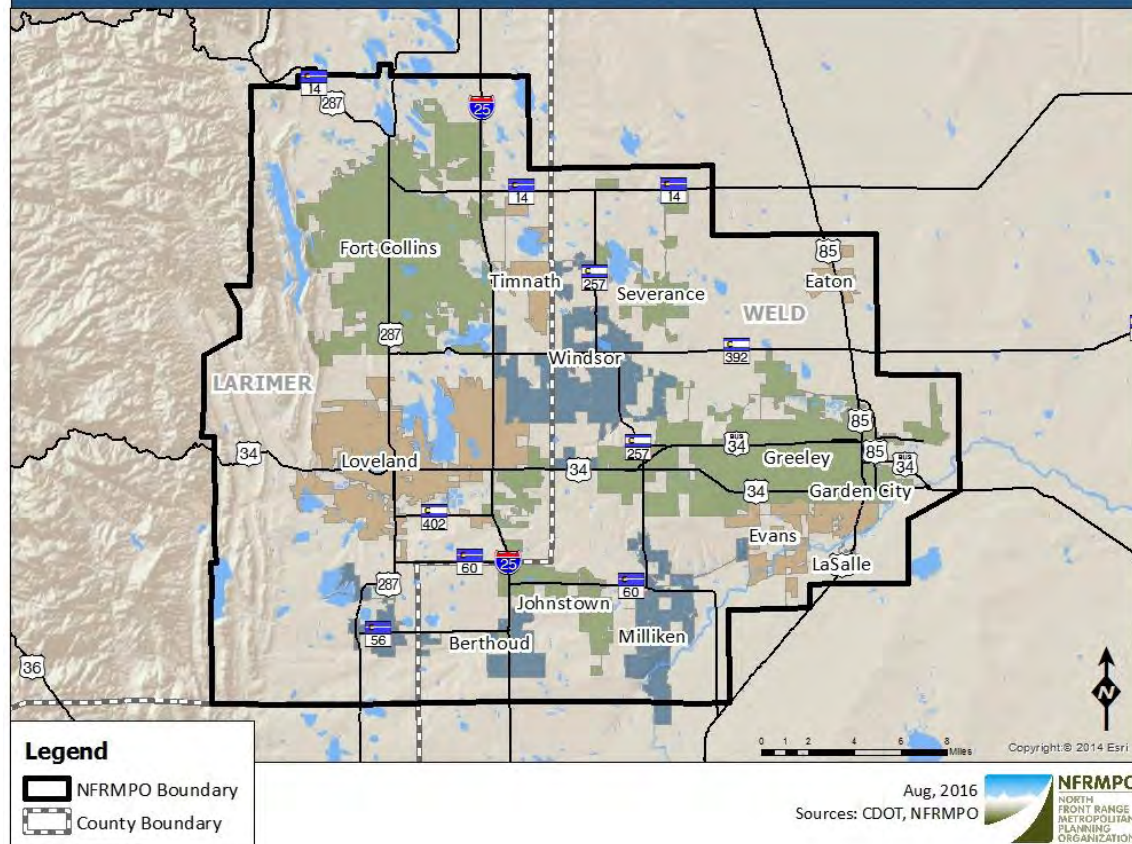 14
287
25
14
14
85
Fort Collins
Timnath
257
Severance
Eaton
WELD
287
Windsor
392
LARIMER
85
34
Loveland
34
257
BUS
34
Greeley
85
BUS
34
34
Garden City
402
Evans
60
25
LaSalle
287
Johnstown
60
56
Berthoud
Milliken
36
N
0 1 2 4 6 8
Miles
Copyright:© 2014 Esri
Legend
NFRMPO Boundary
County Boundary
Aug, 2016
Sources: CDOT, NFRMPO
NFRMPO
NORTH
FRONT RANGE
METROPOLITAN
PLANNING
ORGANIZATION